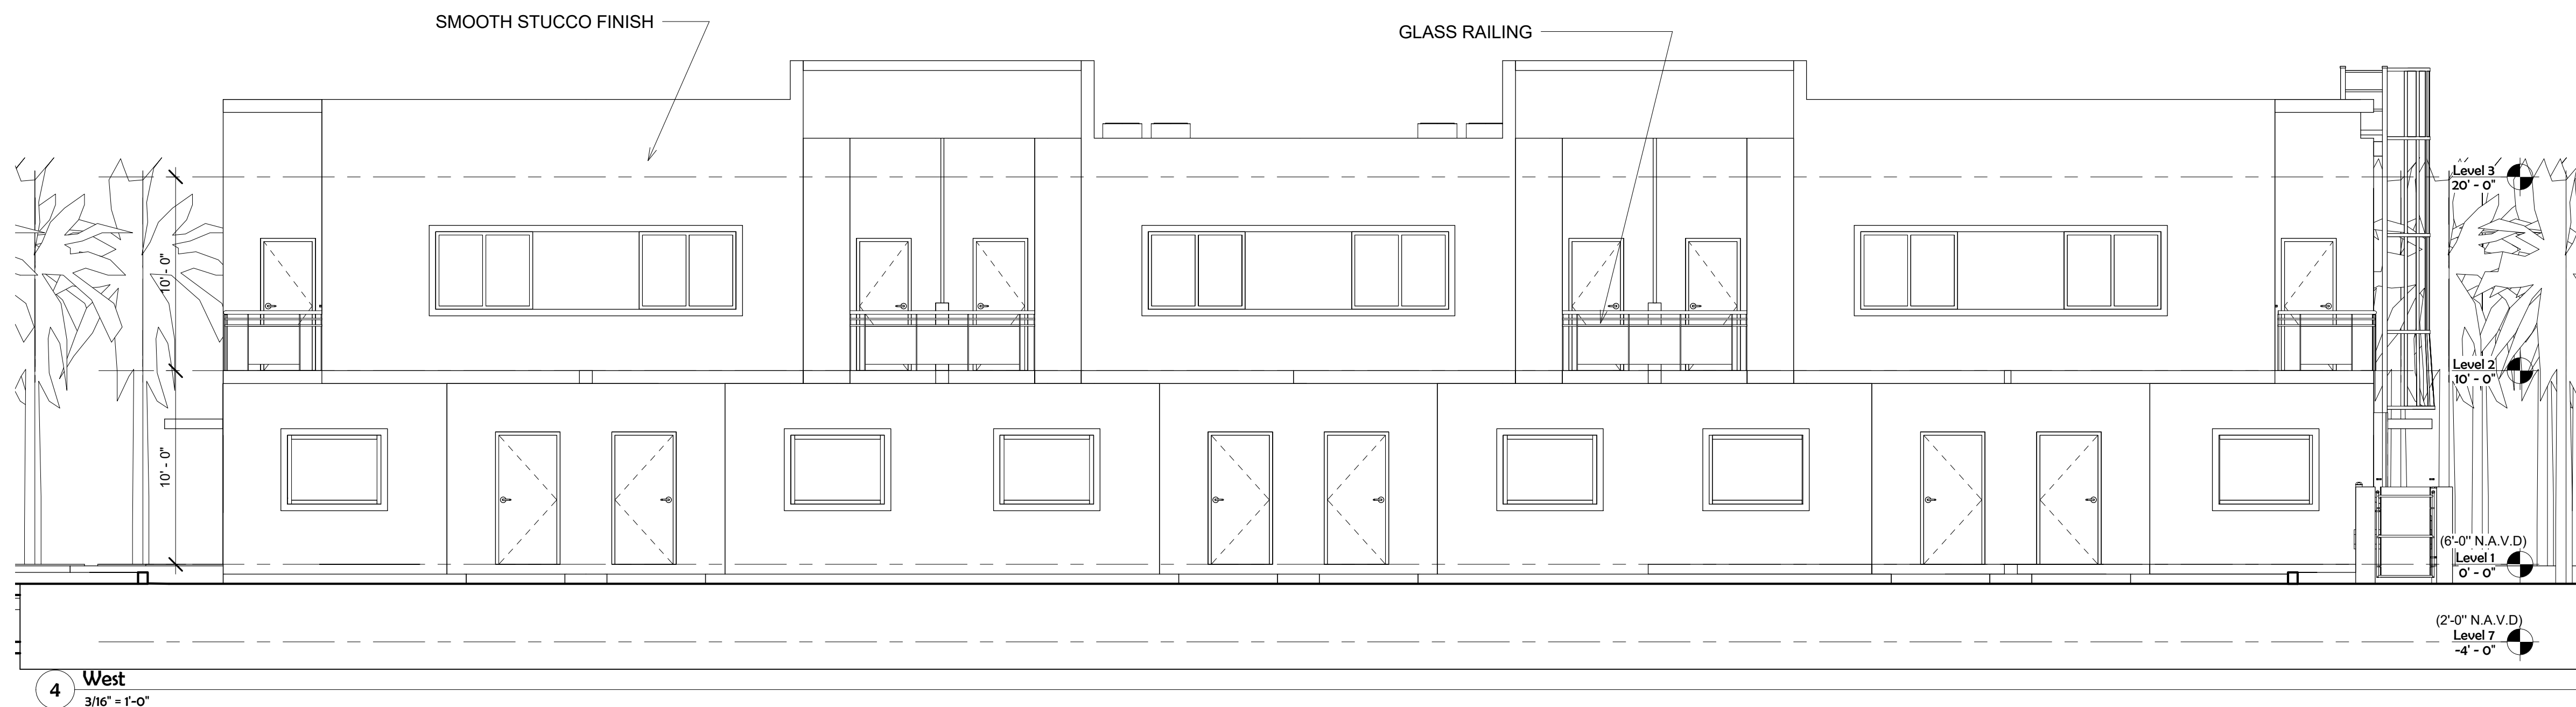 SMOOTH STUCCO FINISH
GLASS RAILING
Level 3
20' - 0"
10' - 0"
Level 2
10' - 0"
10' - 0"
(6'-0" N.A.V.D)
Level 1
0' - 0"
(2'-0" N.A.V.D)
Level 7
-4' - 0"
4
West
3/16" = 1'-0"